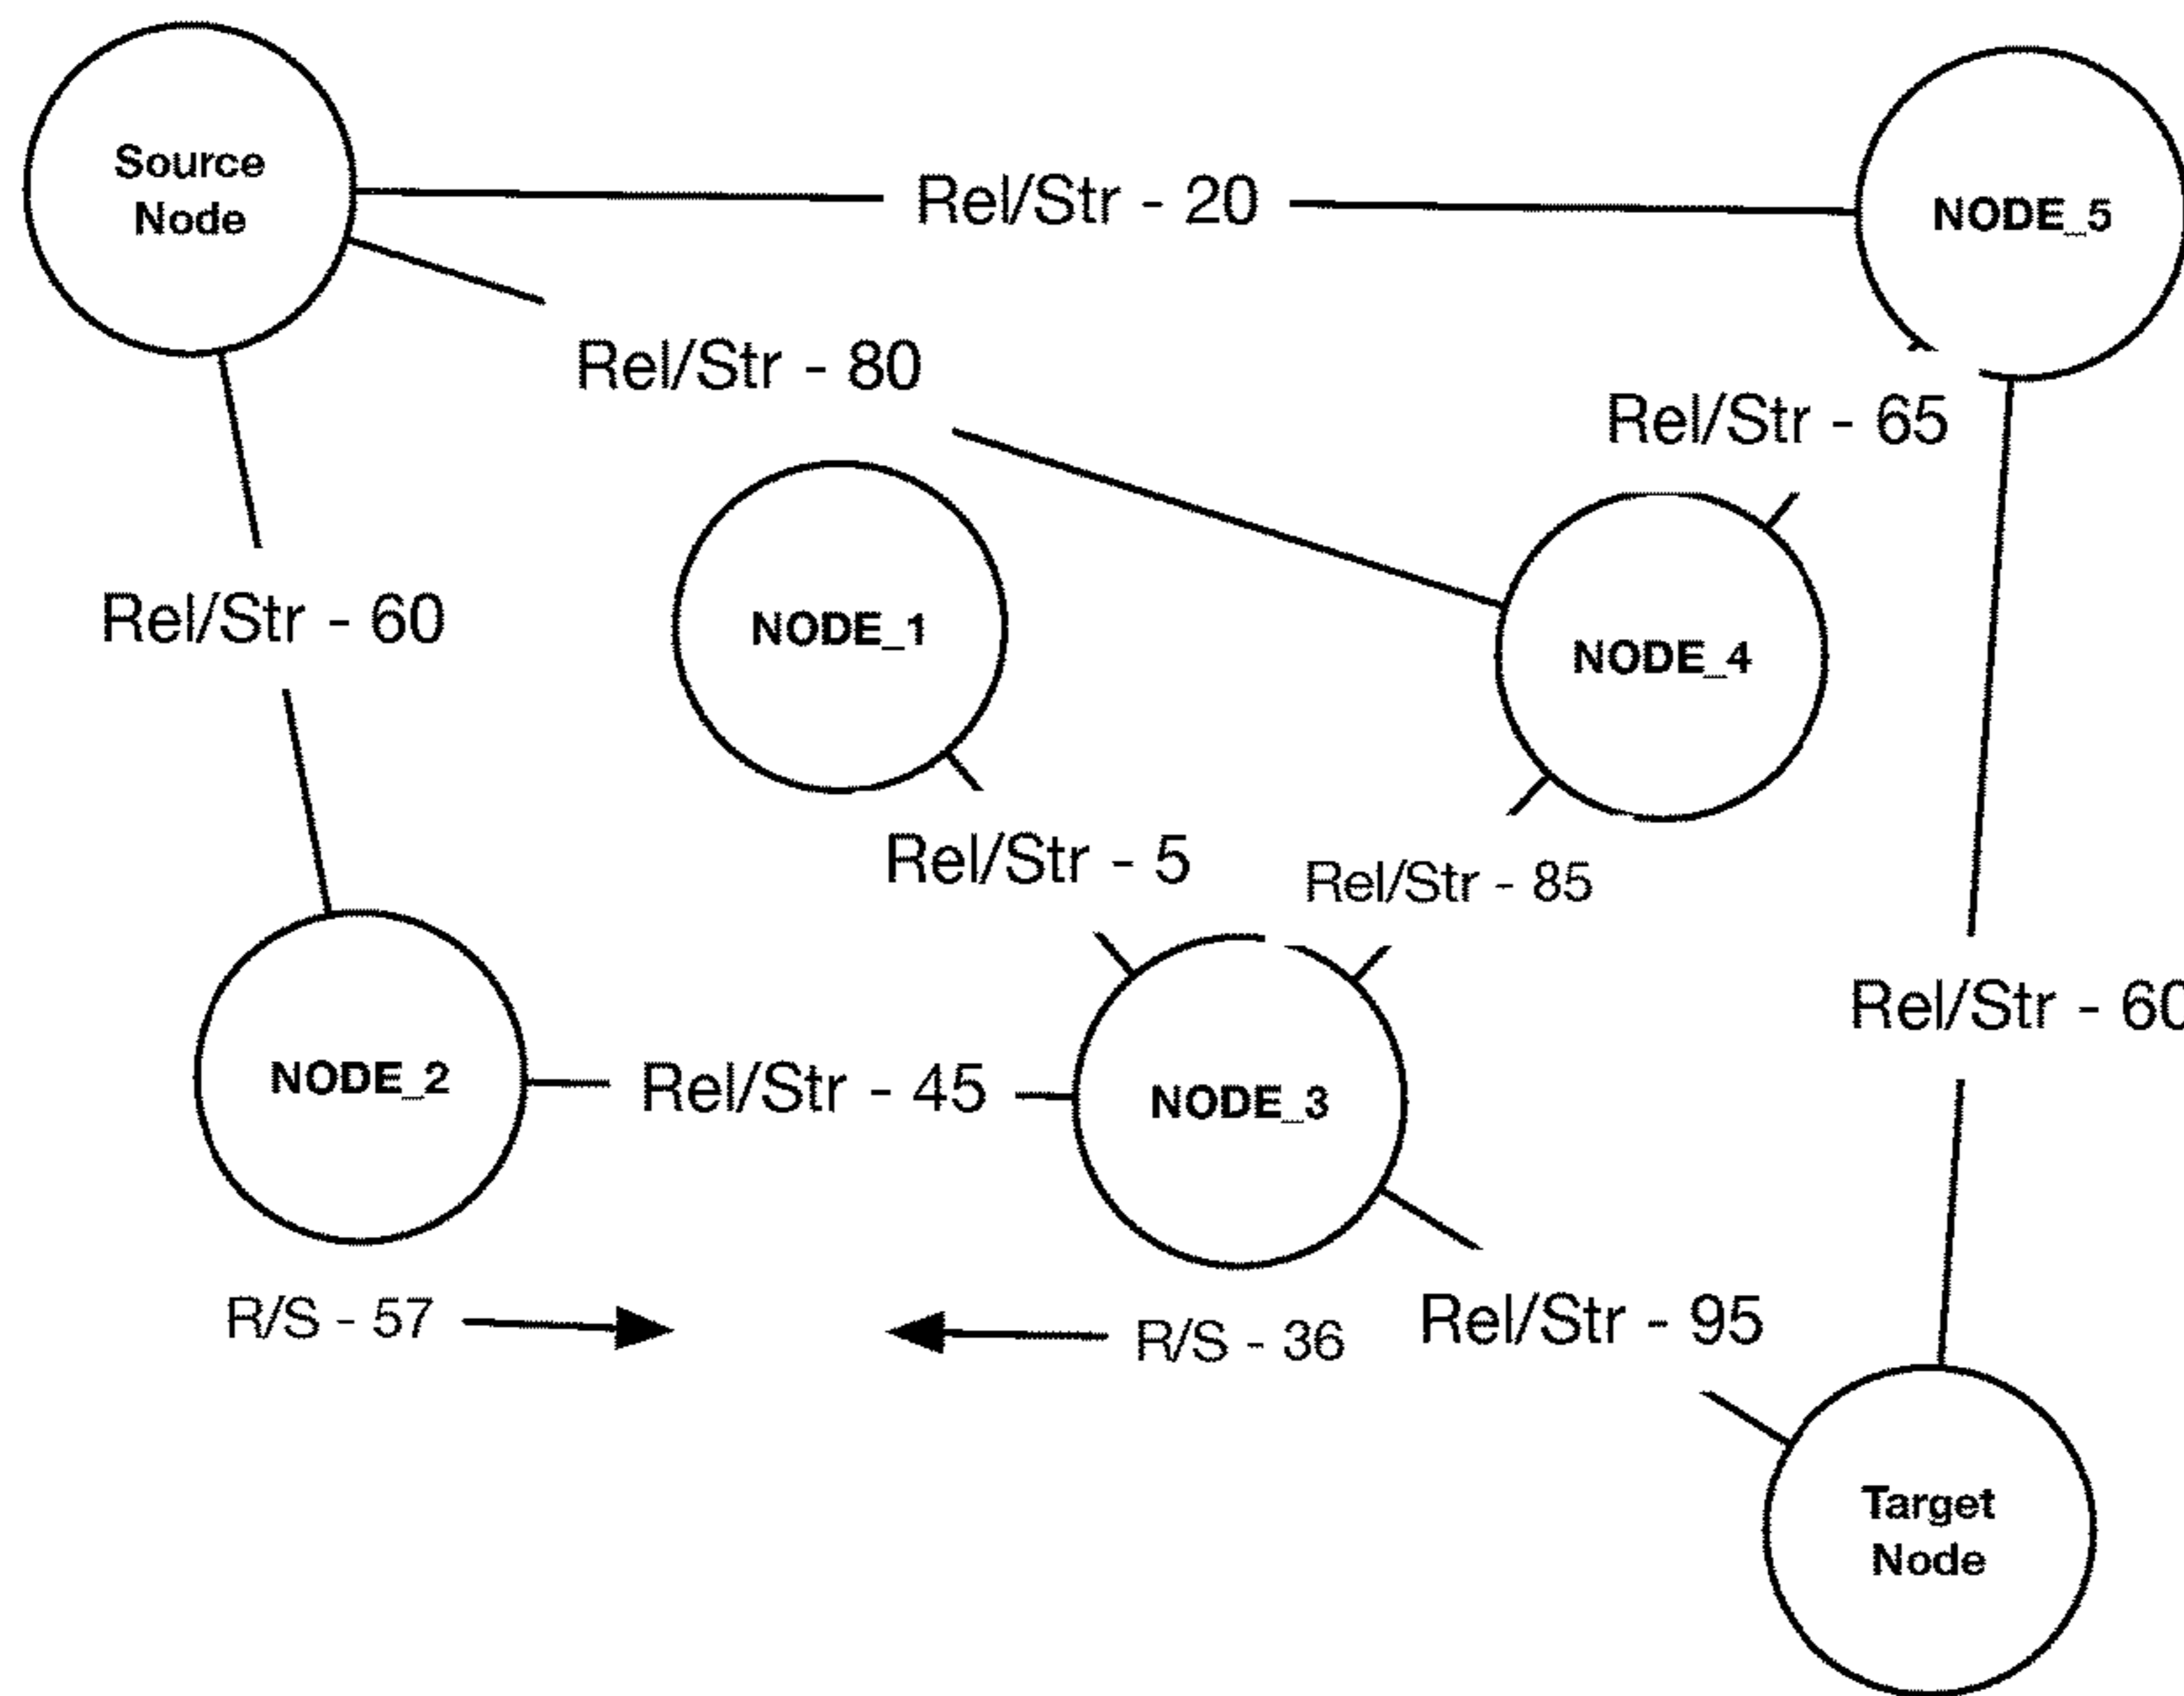 Source
Node
Rel/Str - 20
NODE_5
Rel/Str - 80
Rel/Str - 65
Rel/Str - 60
NODE_1
NODE_4
Rel/Str - 5
Rel/Str - 85
Rel/Str - 60
NODE_2
Rel/Str - 45
NODE_3
R/S - 57
R/S - 36
Rel/Str - 95
Target
Node